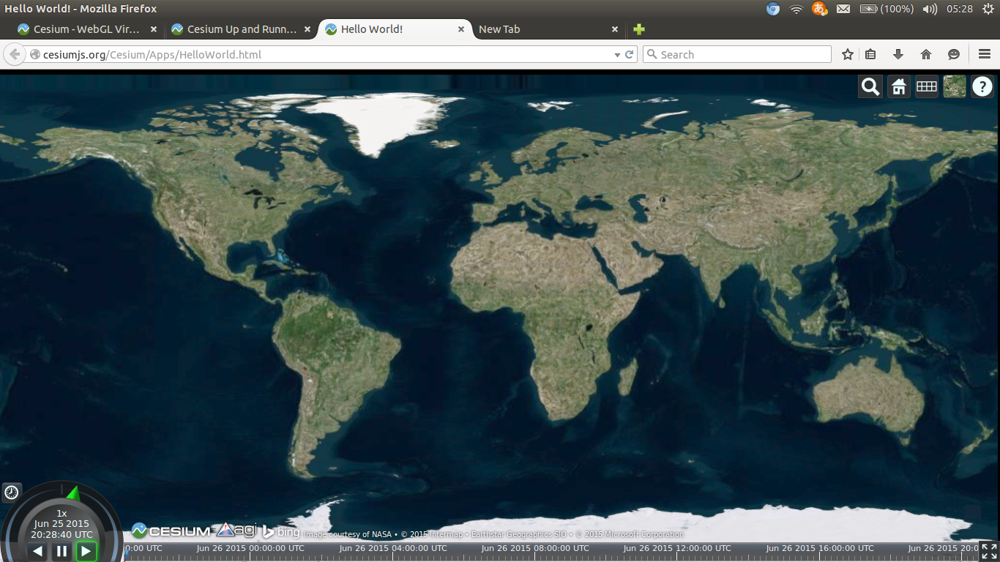 Hello World! - Mozilla Firefox
あ (100%) 05:28
Cesium - WebGL Vir... Cesium Up and Runn... Hello World! New Tab
cesiumjs.org/Cesium/Apps/HelloWorld.html Search
?
1x
Jun 25 2015
20:28:40 UTC
CESIUM agi bing Image courtesy of NASA • © 2015 Intermap • Earthstar Geographics SIO • © 2015 Microsoft Corporation
0:00 UTC Jun 26 2015 00:00:00 UTC Jun 26 2015 04:00:00 UTC Jun 26 2015 08:00:00 UTC Jun 26 2015 12:00:00 UTC Jun 26 2015 16:00:00 UTC Jun 26 2015 20:0